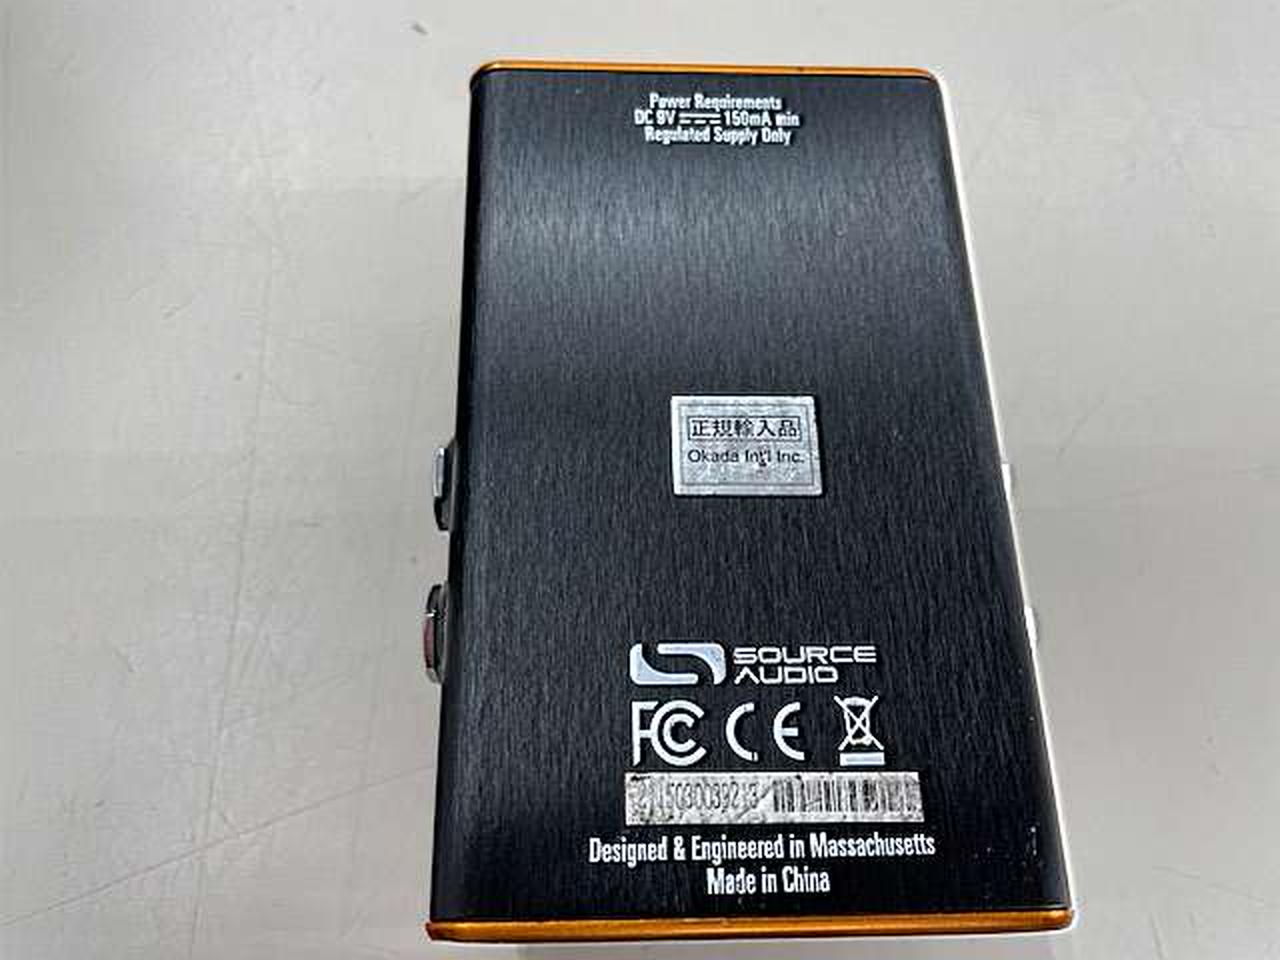 Power Requirements
DC 9V 150mA min
Regulated Supply Only
正規輸入品
Okada Int'l Inc.
SOURCE
AUDIO
FC CE
Designed & Engineered in Massachusetts
Made in China